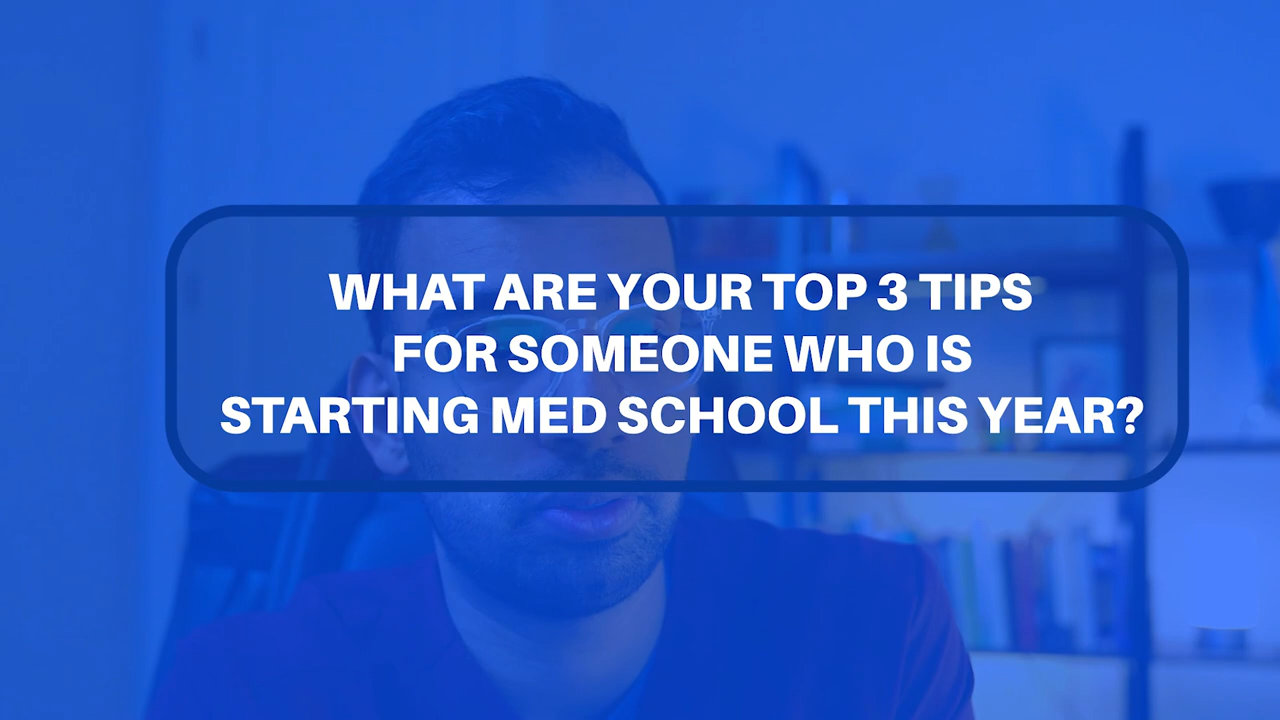 WHAT ARE YOUR TOP 3 TIPS
FOR SOMEONE WHO IS
STARTING MED SCHOOL THIS YEAR?